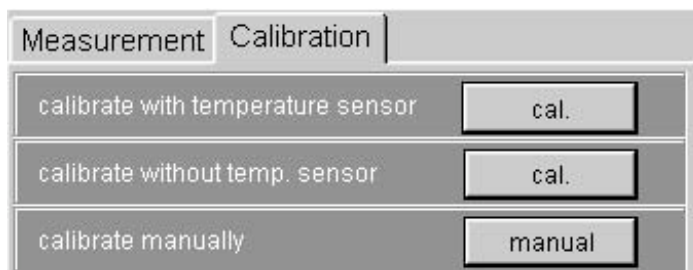 Measurement Calibration
calibrate with temperature sensor cal.
calibrate without temp. sensor cal.
calibrate manually manual